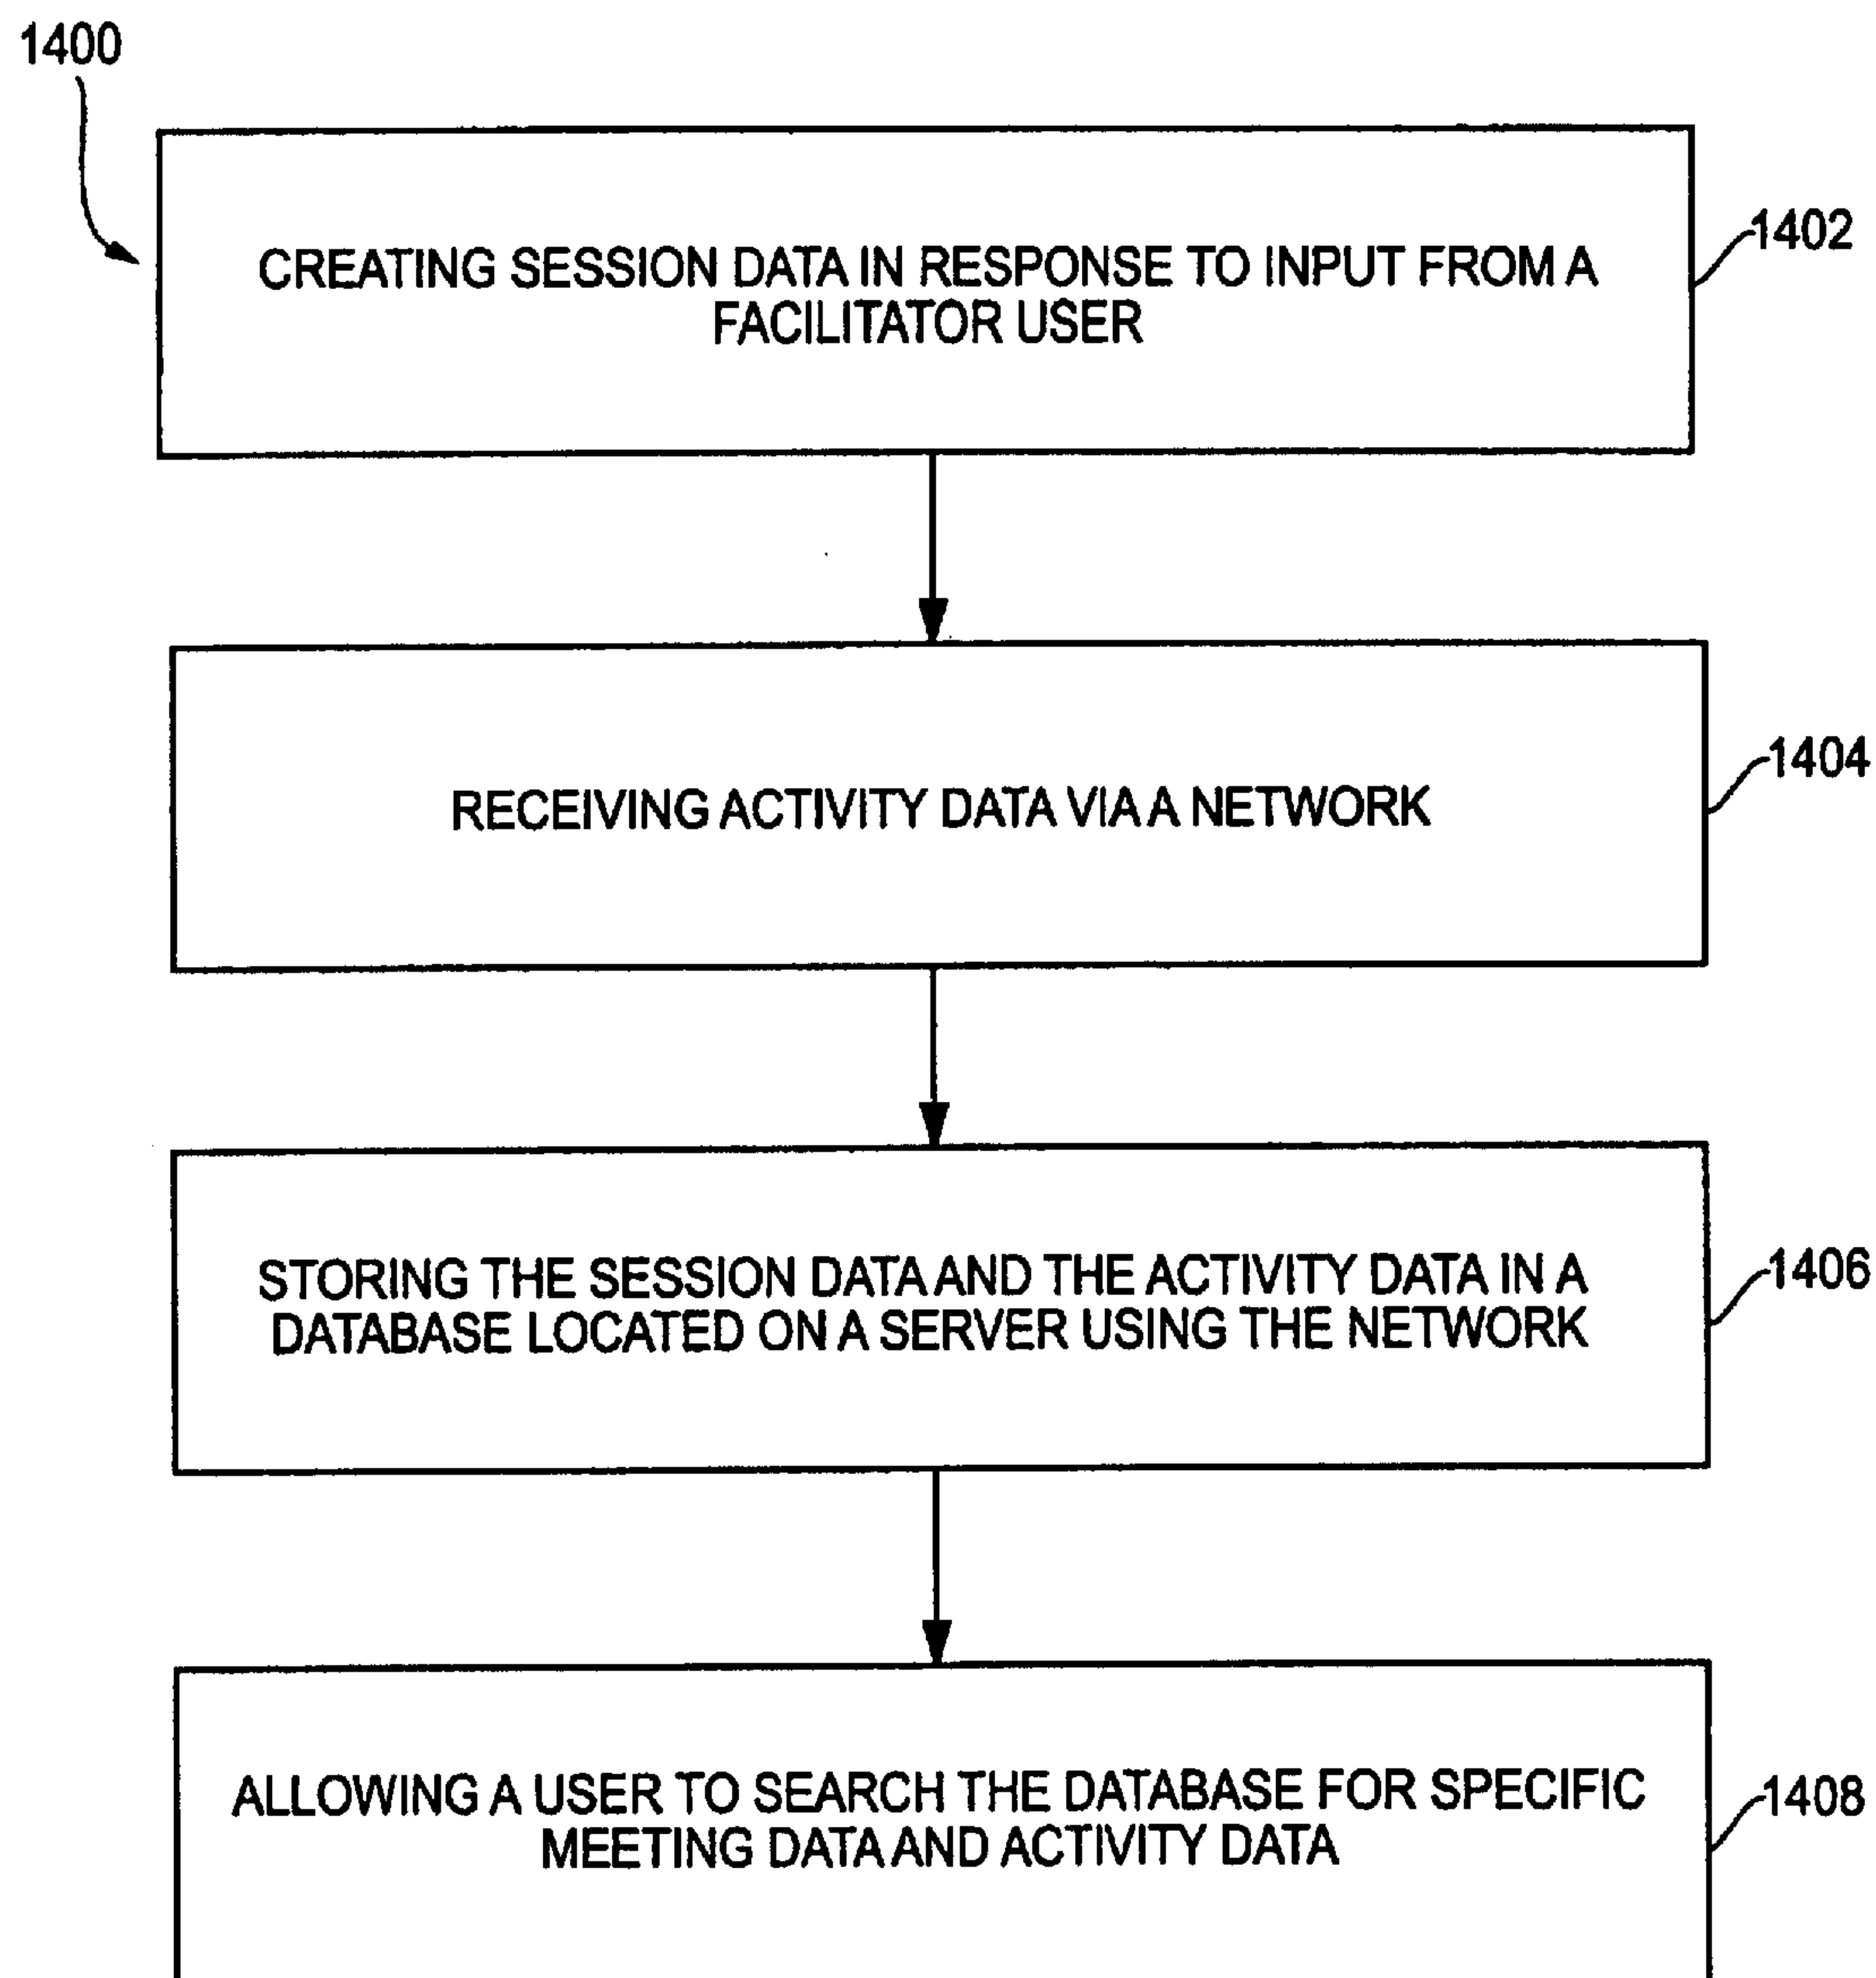 1400
CREATING SESSION DATA IN RESPONSE TO INPUT FROM A
FACILITATOR USER
1402
RECEIVING ACTIVITY DATA VIA A NETWORK
1404
STORING THE SESSION DATA AND THE ACTIVITY DATA IN A
DATABASE LOCATED ON A SERVER USING THE NETWORK
1406
ALLOWING A USER TO SEARCH THE DATABASE FOR SPECIFIC
MEETING DATA AND ACTIVITY DATA
1408